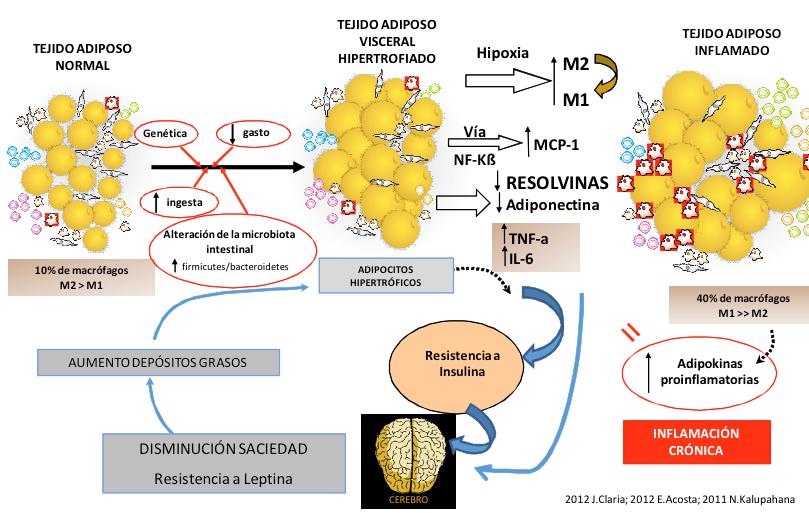 TEJIDO ADIPOSO
NORMAL
TEJIDO ADIPOSO
VISCERAL
HIPERTROFIADO
TEJIDO ADIPOSO
INFLAMADO
Hipoxia
M2
M1
Genética
gasto
ingesta
Vía
NF-Kß
MCP-1
RESOLVINAS
Adiponectina
TNF-a
IL-6
Alteración de la microbiota
intestinal
firmicutes/bacteroidetes
10% de macrófagos
M2 > M1
ADIPOCITOS
HIPERTRÓFICOS
40% de macrófagos
M1 >> M2
AUMENTO DEPÓSITOS GRASOS
Resistencia a
Insulina
=
Adipokinas
proinflamatorias
DISMINUCIÓN SACIEDAD
Resistencia a Leptina
CEREBRO
INFLAMACIÓN
CRÓNICA
2012 J.Claria; 2012 E.Acosta; 2011 N.Kalupahana